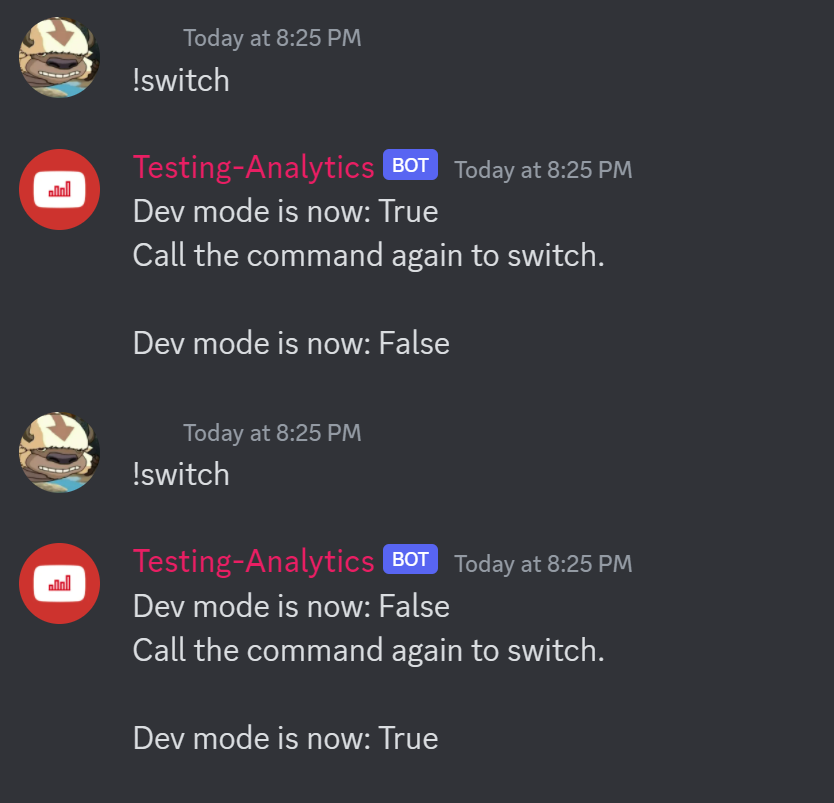 Today at 8:25 PM
!switch
Testing-Analytics BOT Today at 8:25 PM
Dev mode is now: True
Call the command again to switch.
Dev mode is now: False
Today at 8:25 PM
!switch
Testing-Analytics BOT Today at 8:25 PM
Dev mode is now: False
Call the command again to switch.
Dev mode is now: True